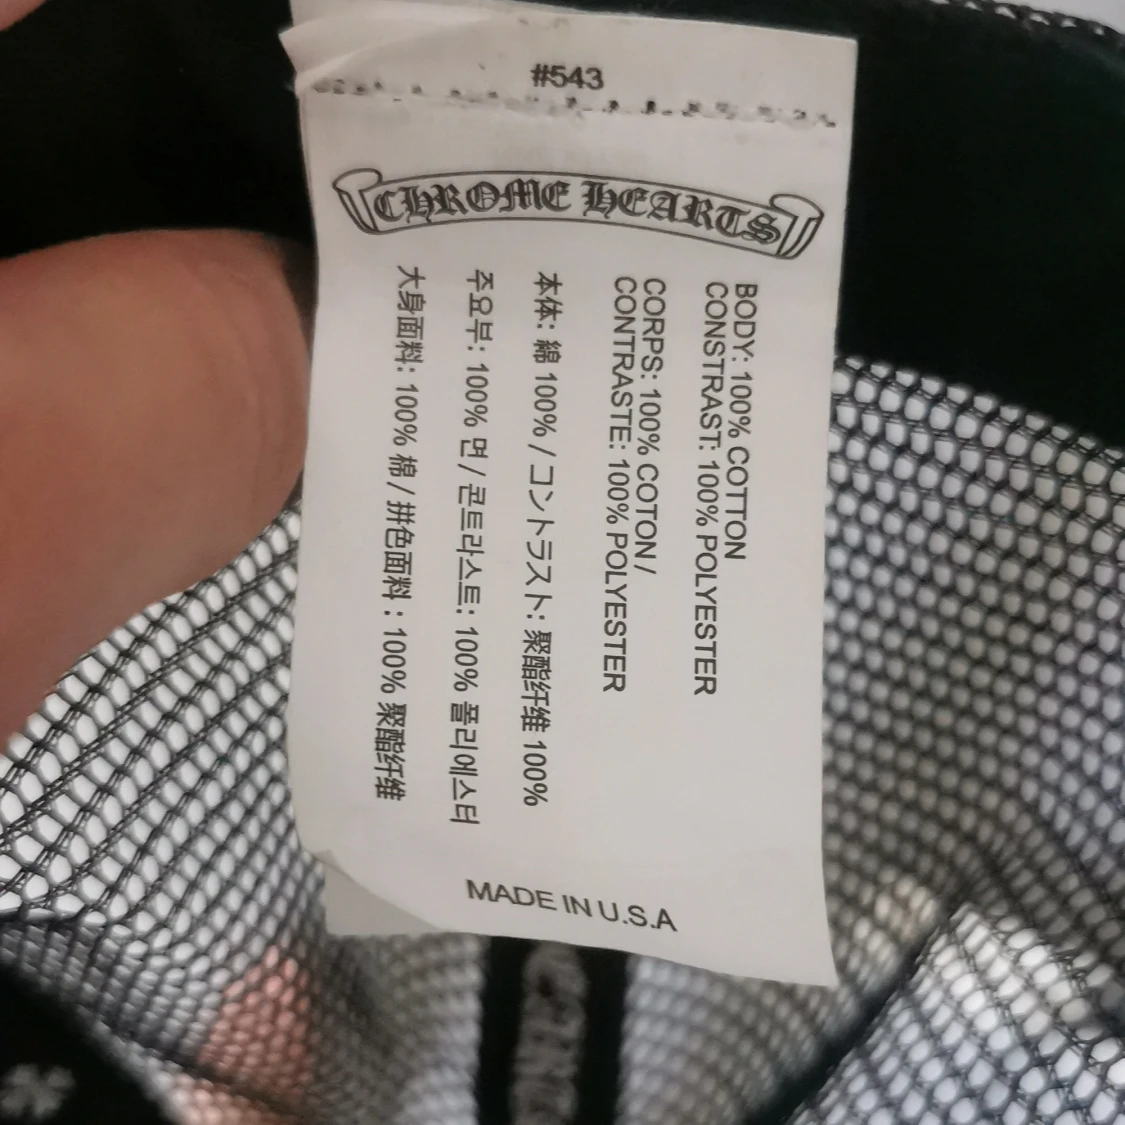 #543
CHROME HEARTS
BODY: 100% COTTON
CONSTRAST: 100% POLYESTER
CORPS: 100% COTON /
CONTRASTE: 100% POLYESTER
本体: 綿 100% / コントラスト: 聚酯纤维 100%
주요부: 100% 면 / 콘트라스트: 100% 폴리에스터
大身面料: 100% 棉 / 拼色面料 : 100% 聚酯纤维
MADE IN U.S.A